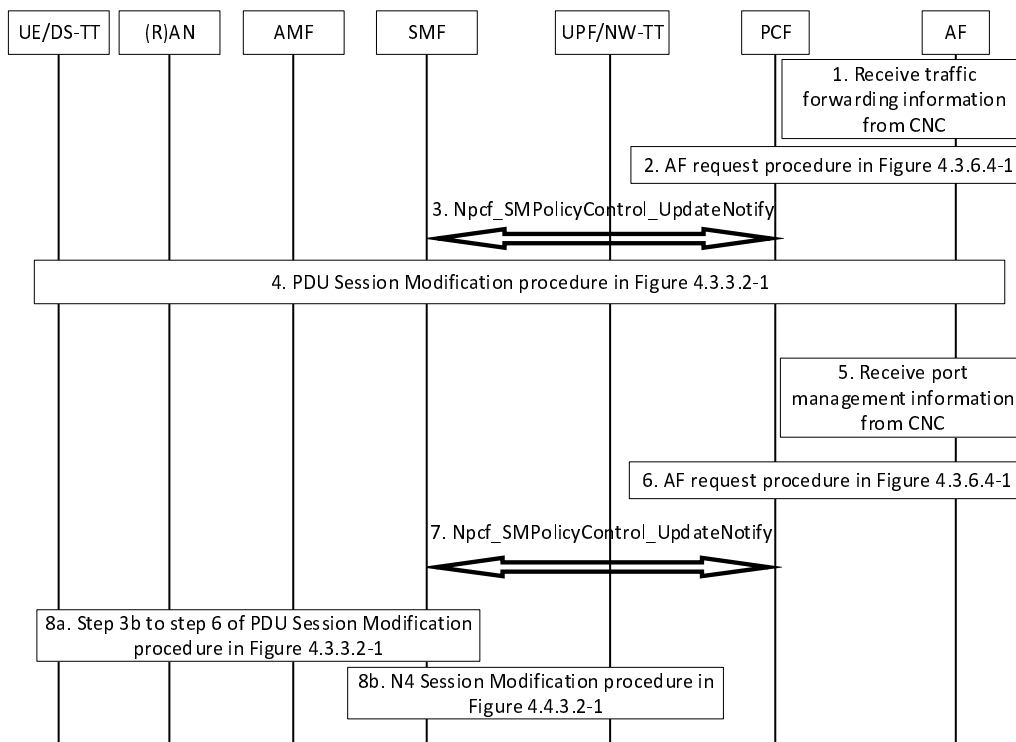 UE/DS-TT
(R)AN
AMF
SMF
UPF/NW-TT
PCF
AF
1. Receive traffic
forwarding information
from CNC
2. AF request procedure in Figure 4.3.6.4-1
3. Npcf_SMPolicyControl_UpdateNotify
4. PDU Session Modification procedure in Figure 4.3.3.2-1
5. Receive port
management information
from CNC
6. AF request procedure in Figure 4.3.6.4-1
7. Npcf_SMPolicyControl_UpdateNotify
8a. Step 3b to step 6 of PDU Session Modification
procedure in Figure 4.3.3.2-1
8b. N4 Session Modification procedure in
Figure 4.4.3.2-1